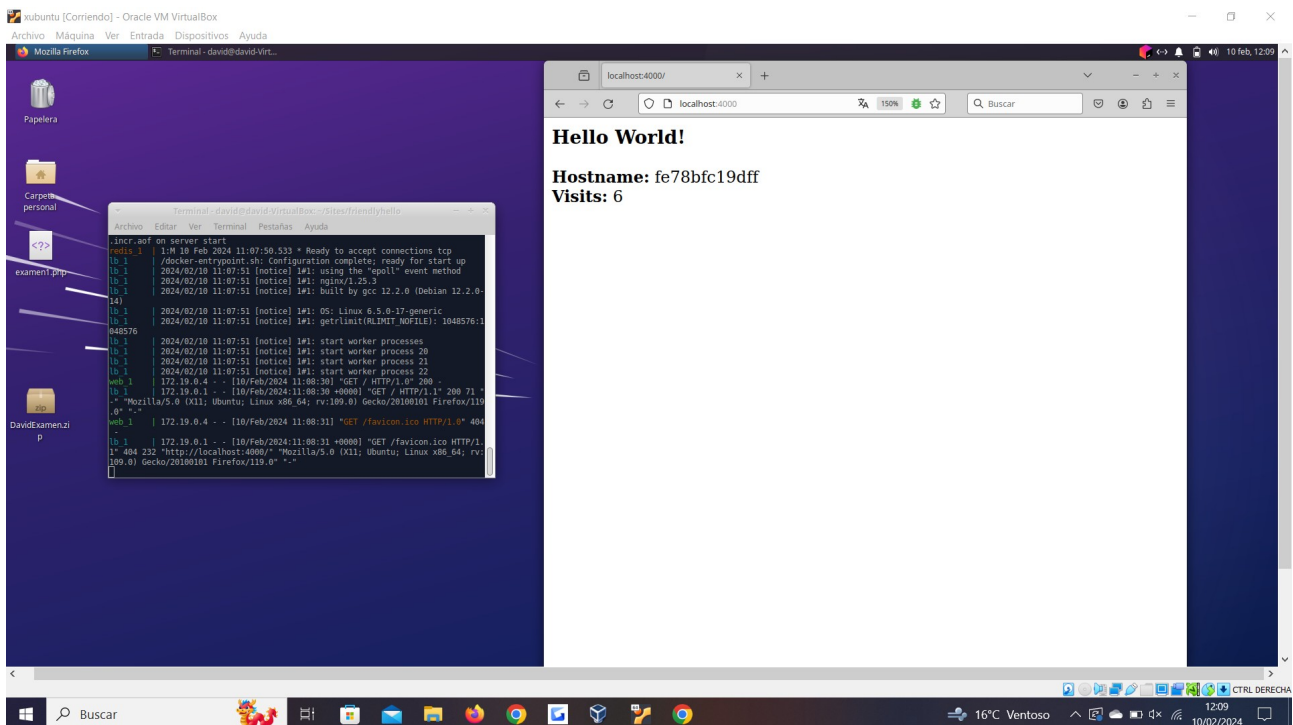 xubuntu [Corriendo] - Oracle VM VirtualBox
Archivo Máquina Ver Entrada Dispositivos Ayuda
Mozilla Firefox
Terminal - david@david-Virt...
10 feb, 12:09
Papelera
Carpeta
personal
examen1.php
DavidExamen.zi
p
zip
Terminal - david@david-VirtualBox: ~/Sites/friendlyhello
Archivo Editar Ver Terminal Pestañas Ayuda
.incr.aof on server start
redis_1 | 1:M 10 Feb 2024 11:07:50.533 * Ready to accept connections tcp
lb_1 | /docker-entrypoint.sh: Configuration complete; ready for start up
lb_1 | 2024/02/10 11:07:51 [notice] 1#1: using the "epoll" event method
lb_1 | 2024/02/10 11:07:51 [notice] 1#1: nginx/1.25.3
lb_1 | 2024/02/10 11:07:51 [notice] 1#1: built by gcc 12.2.0 (Debian 12.2.0-
14)
lb_1 | 2024/02/10 11:07:51 [notice] 1#1: OS: Linux 6.5.0-17-generic
lb_1 | 2024/02/10 11:07:51 [notice] 1#1: getrlimit(RLIMIT_NOFILE): 1048576:1
048576
lb_1 | 2024/02/10 11:07:51 [notice] 1#1: start worker processes
lb_1 | 2024/02/10 11:07:51 [notice] 1#1: start worker process 20
lb_1 | 2024/02/10 11:07:51 [notice] 1#1: start worker process 21
lb_1 | 2024/02/10 11:07:51 [notice] 1#1: start worker process 22
web_1 | 172.19.0.4 - - [10/Feb/2024 11:08:30] "GET / HTTP/1.0" 200 -
lb_1 | 172.19.0.1 - - [10/Feb/2024:11:08:30 +0000] "GET / HTTP/1.1" 200 71 "
-" "Mozilla/5.0 (X11; Ubuntu; Linux x86_64; rv:109.0) Gecko/20100101 Firefox/119
.0" "-"
web_1 | 172.19.0.4 - - [10/Feb/2024 11:08:31] "GET /favicon.ico HTTP/1.0" 404
-
lb_1 | 172.19.0.1 - - [10/Feb/2024:11:08:31 +0000] "GET /favicon.ico HTTP/1.
1" 404 232 "http://localhost:4000/" "Mozilla/5.0 (X11; Ubuntu; Linux x86_64; rv:
109.0) Gecko/20100101 Firefox/119.0" "-"
localhost:4000/
localhost:4000
150%
Buscar
Hello World!
Hostname: fe78bfc19dff
Visits: 6
CTRL DERECHA
Buscar
16°C Ventoso
12:09
10/02/2024